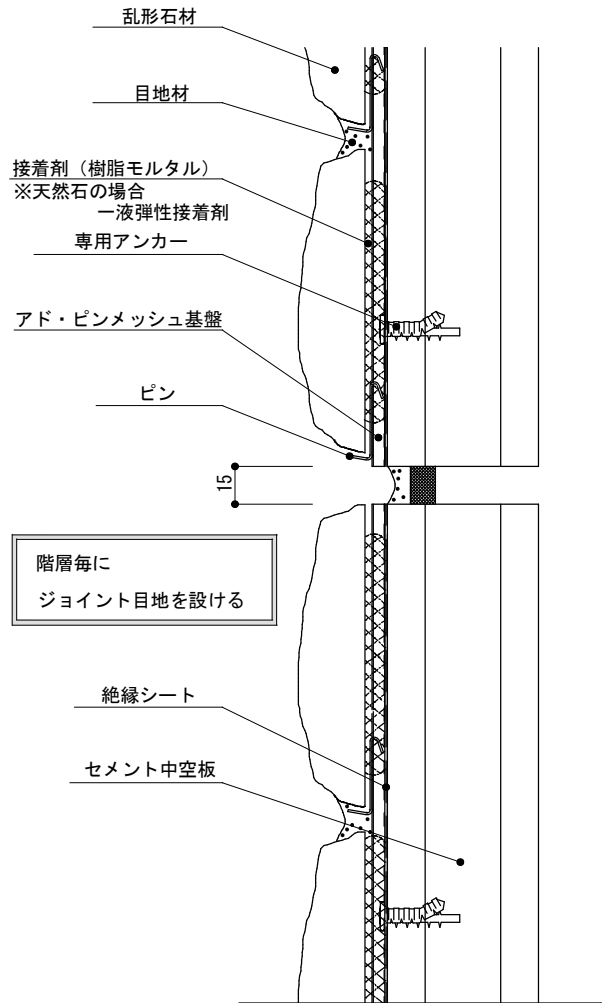 乱形石材
目地材
接着剤（樹脂モルタル）
※天然石の場合
一液弾性接着剤
専用アンカー
アド・ピンメッシュ基盤
ピン
15
階層毎に
ジョイント目地を設ける
絶縁シート
セメント中空板